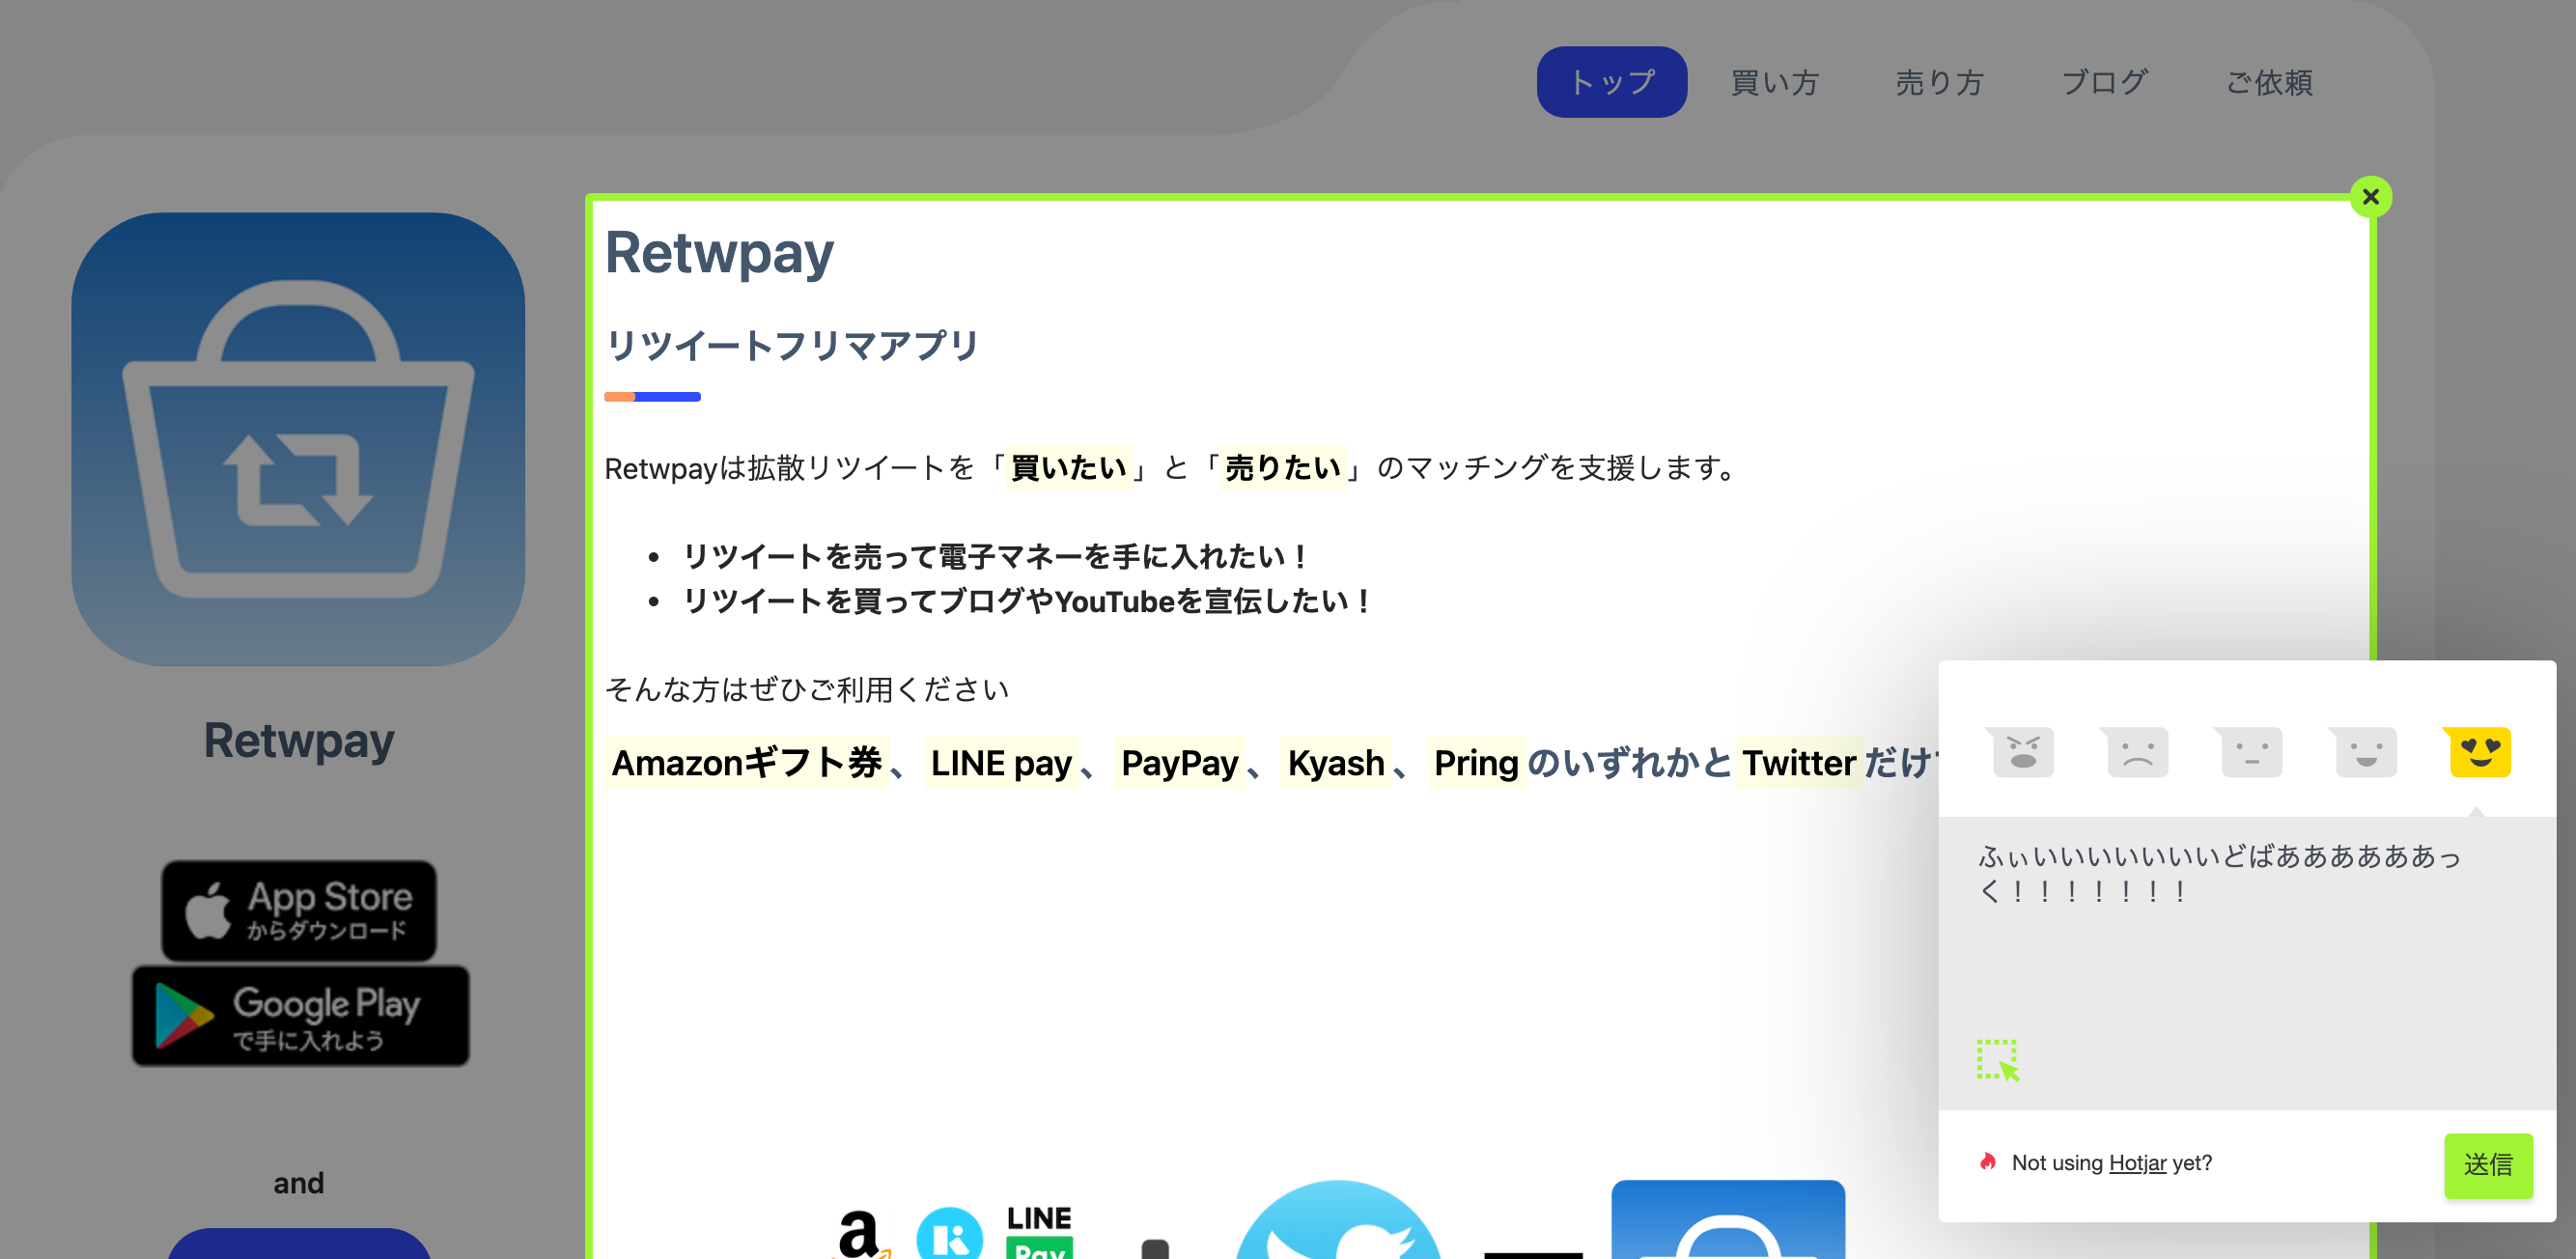 トップ 買い方 売り方 ブログ ご依頼
Retwpay
リツイートフリマアプリ
Retwpayは拡散リツイートを「買いたい」と「売りたい」のマッチングを支援します。
• リツイートを売って電子マネーを手に入れたい！
• リツイートを買ってブログやYouTubeを宣伝したい！
そんな方はぜひご利用ください
Amazonギフト券、LINE pay、PayPay、Kyash、PringのいずれかとTwitterだけ
Retwpay
App Store
からダウンロード
Google Play
で手に入れよう
and
a
LINE
Pay
ふぃいいいいいいいどばああああああっ
く！！！！！！！
Not using Hotjar yet?
送信